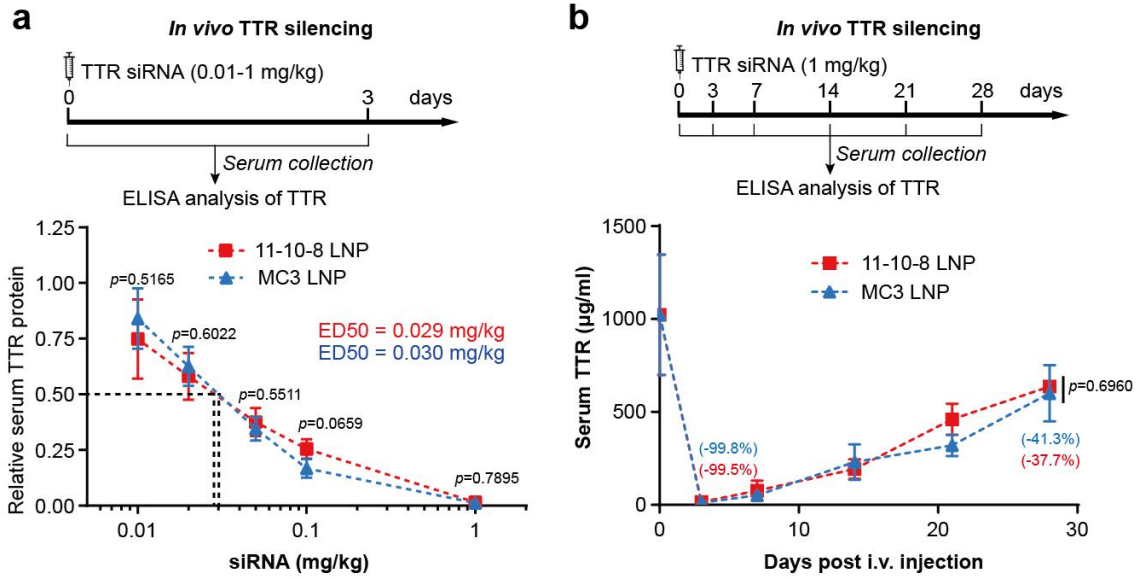 a
In vivo TTR silencing
TTR siRNA (0.01-1 mg/kg)
0 3 days
Serum collection
ELISA analysis of TTR
1.25
1.00
0.75
0.50
0.25
0.00
Relative serum TTR protein
11-10-8 LNP
MC3 LNP
p=0.5165
p=0.6022
ED50 = 0.029 mg/kg
ED50 = 0.030 mg/kg
p=0.5511
p=0.0659
p=0.7895
0.01 0.1 1
siRNA (mg/kg)
b
In vivo TTR silencing
TTR siRNA (1 mg/kg)
0 3 7 14 21 28 days
Serum collection
ELISA analysis of TTR
1500
1000
500
0
Serum TTR (µg/ml)
11-10-8 LNP
MC3 LNP
p=0.6960
(-99.8%)
(-99.5%)
(-41.3%)
(-37.7%)
0 10 20 30
Days post i.v. injection